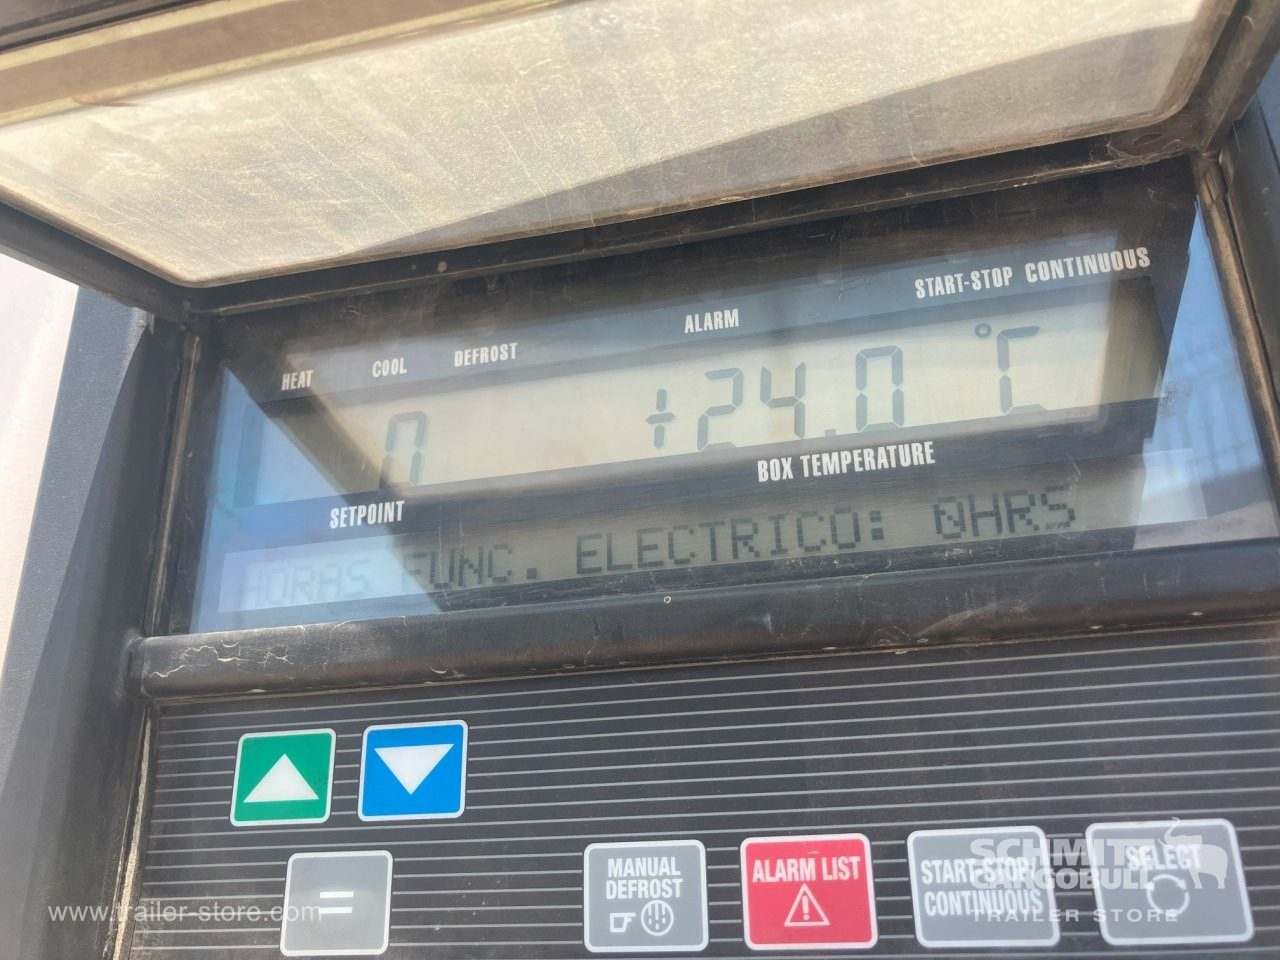 START-STOP CONTINUOUS
ALARM
HEAT COOL DEFROST
0 +24.0 °C
SETPOINT BOX TEMPERATURE
HORAS FUNC. ELECTRICO: 0HRS
=
MANUAL DEFROST
ALARM LIST
START-STOP/ CONTINUOUS
SELECT
www.trailer-store.com
SCHMITZ
CARGOBULL
TRAILER STORE